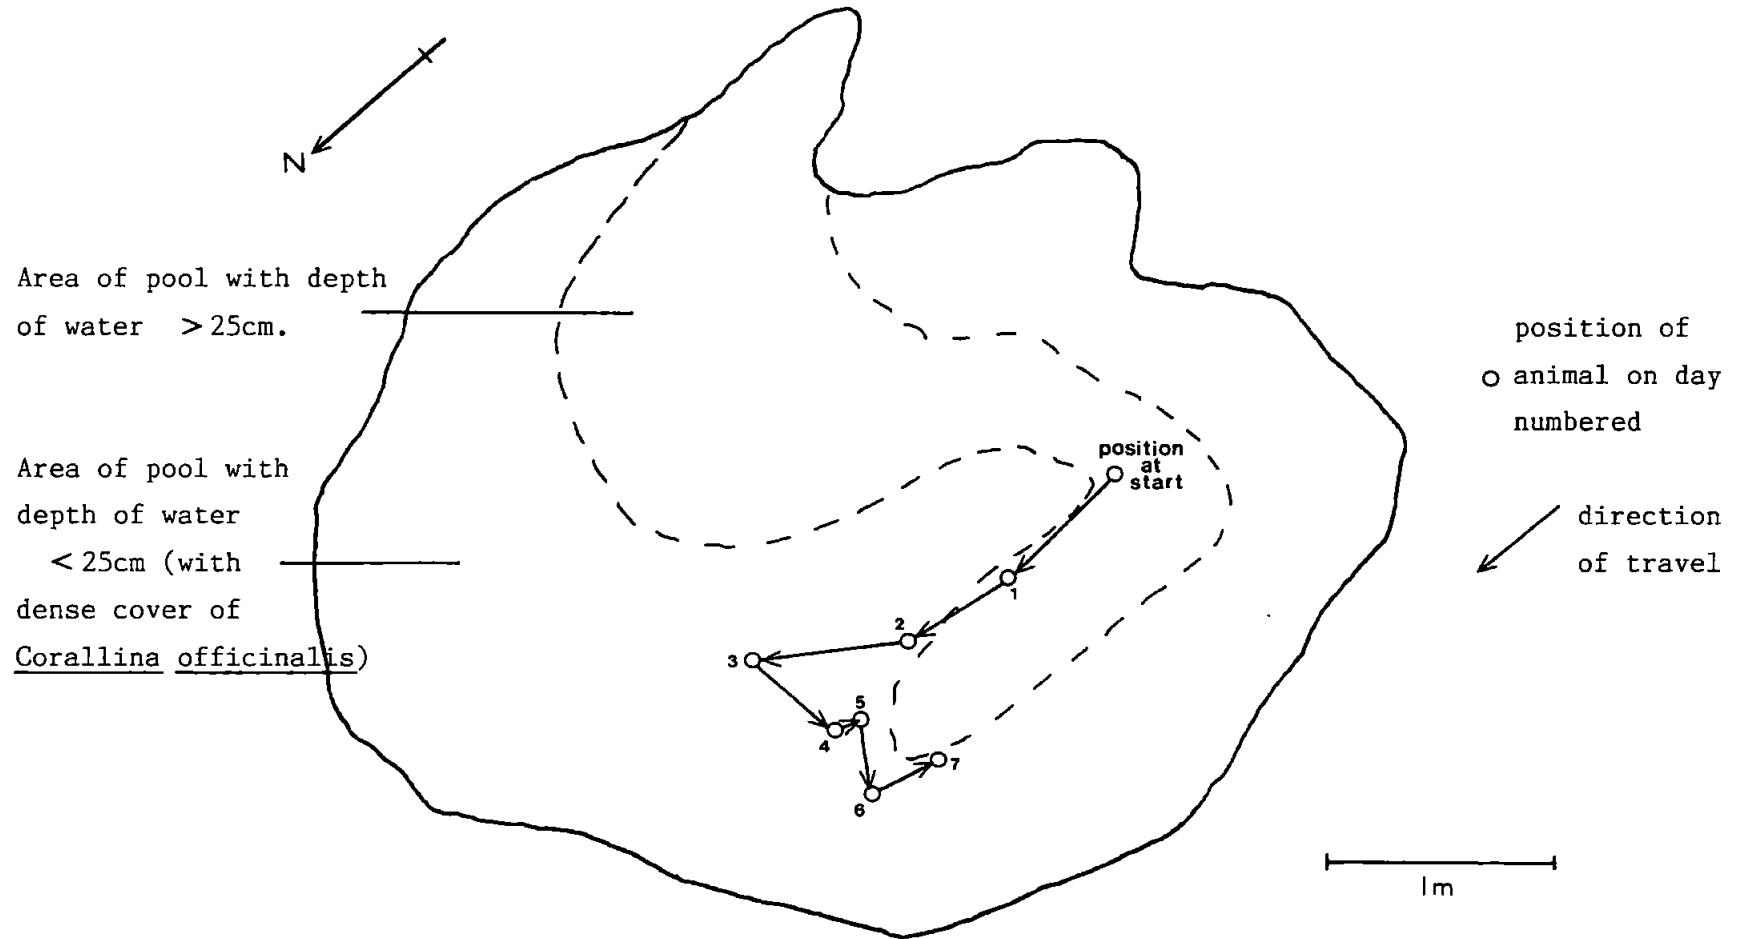 N
Area of pool with depth
of water > 25cm.
Area of pool with
depth of water
< 25cm (with
dense cover of
Corallina officinalis)
position
at
start
1
2
3
4
5
6
7
position of
animal on day
numbered
direction
of travel
1m